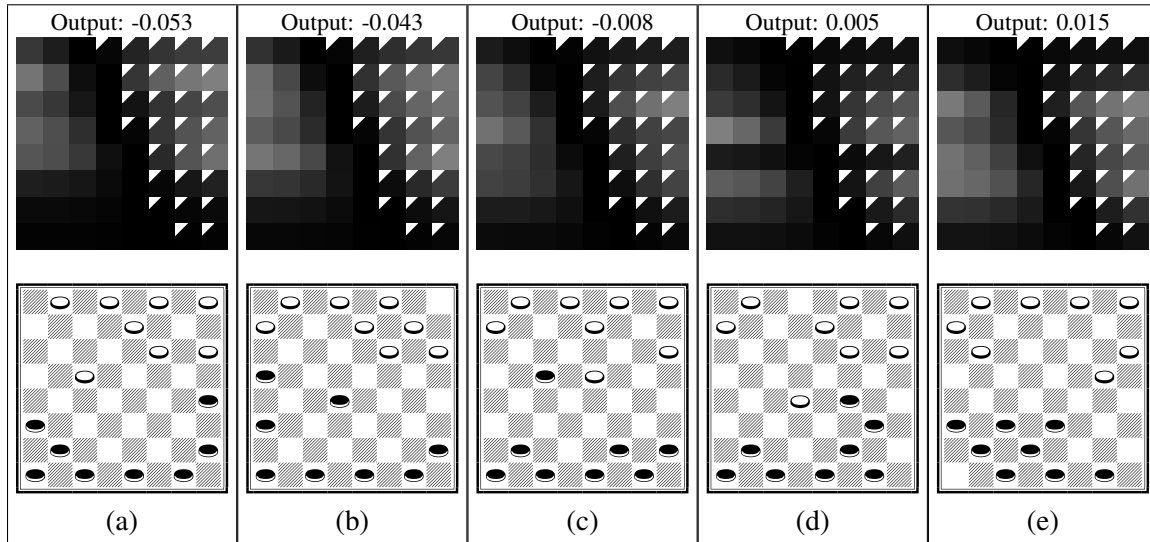 Output: -0.053
Output: -0.043
Output: -0.008
Output: 0.005
Output: 0.015
(a)
(b)
(c)
(d)
(e)